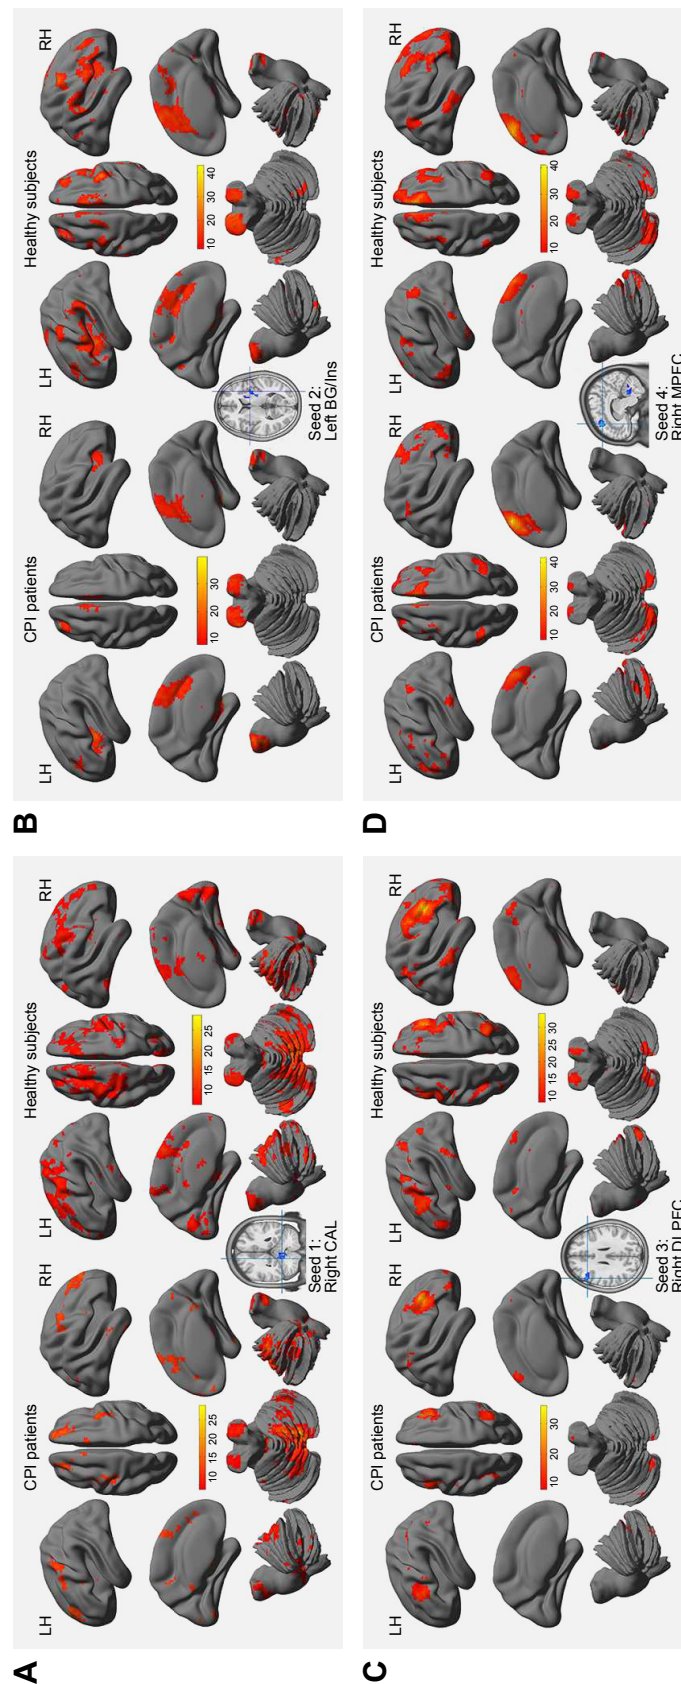 A
CPI patients
Healthy subjects
LH
RH
LH
RH
10 15 20 25
10 15 20 25
Seed 1:
Right CAL
B
CPI patients
Healthy subjects
LH
RH
LH
RH
10 20 30
10 20 30 40
Seed 2:
Left BG/Ins
C
CPI patients
Healthy subjects
LH
RH
LH
RH
10 20 30
10 15 20 25 30
Seed 3:
Right DLPFC
D
CPI patients
Healthy subjects
LH
RH
LH
RH
10 20 30 40
10 20 30 40
Seed 4:
Right MPFC